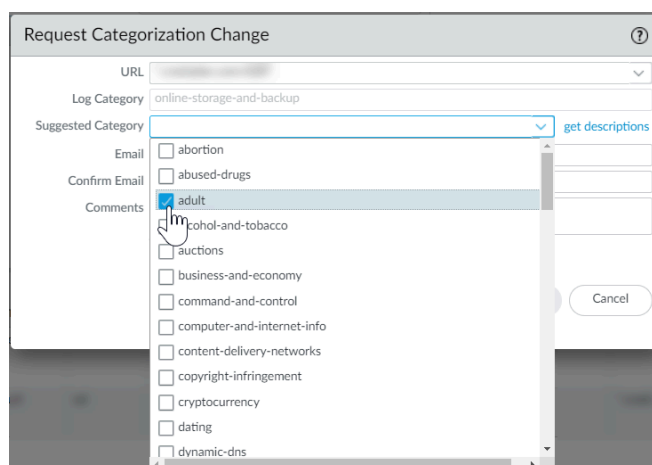 Request Categorization Change
URL
Log Category online-storage-and-backup
Suggested Category get descriptions
Email abortion
abused-drugs
Confirm Email
adult
Comments
cohol-and-tobacco
auctions
business-and-economy
command-and-control Cancel
computer-and-internet-info
content-delivery-networks
copyright-infringement
cryptocurrency
dating
dynamic-dns